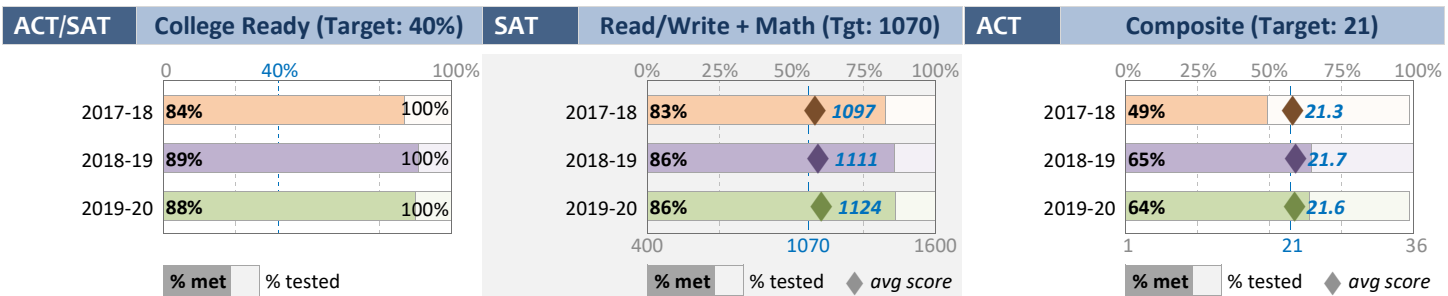 ACT/SAT College Ready (Target: 40%)
0 40% 100%
2017-18 84% 100%
2018-19 89% 100%
2019-20 88% 100%
% met % tested
SAT Read/Write + Math (Tgt: 1070)
0% 25% 50% 75% 100%
2017-18 83% 1097
2018-19 86% 1111
2019-20 86% 1124
400 1070 1600
% met % tested avg score
ACT Composite (Target: 21)
0% 25% 50% 75% 100%
2017-18 49% 21.3
2018-19 65% 21.7
2019-20 64% 21.6
1 21 36
% met % tested avg score